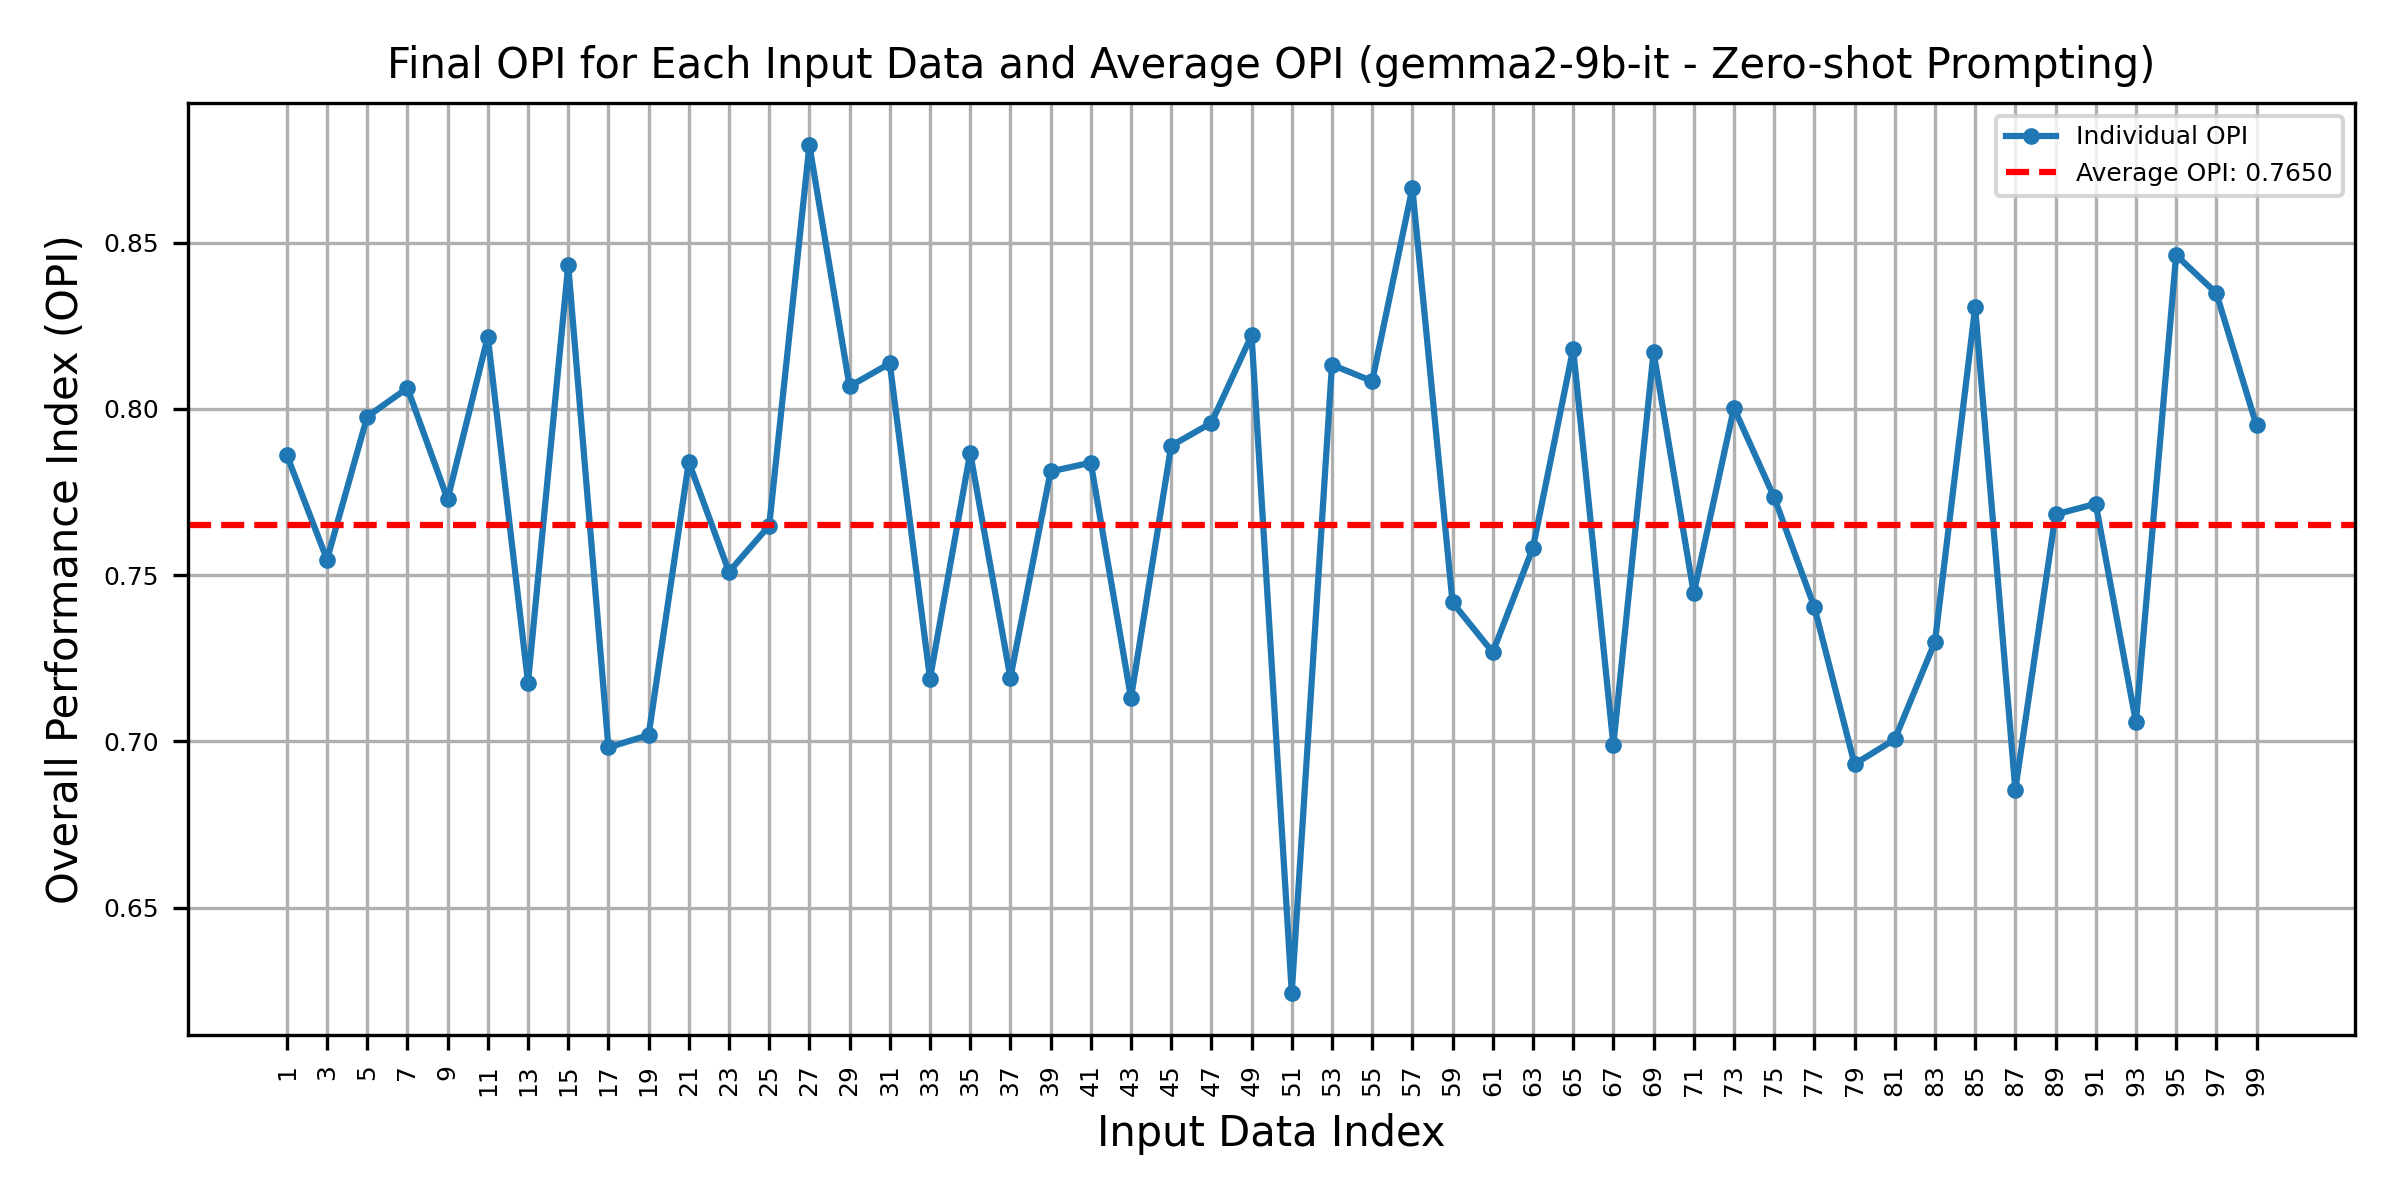 Final OPI for Each Input Data and Average OPI (gemma2-9b-it - Zero-shot Prompting)
Individual OPI
Average OPI: 0.7650
Overall Performance Index (OPI)
0.85
0.80
0.75
0.70
0.65
1 3 5 7 9 11 13 15 17 19 21 23 25 27 29 31 33 35 37 39 41 43 45 47 49 51 53 55 57 59 61 63 65 67 69 71 73 75 77 79 81 83 85 87 89 91 93 95 97 99
Input Data Index